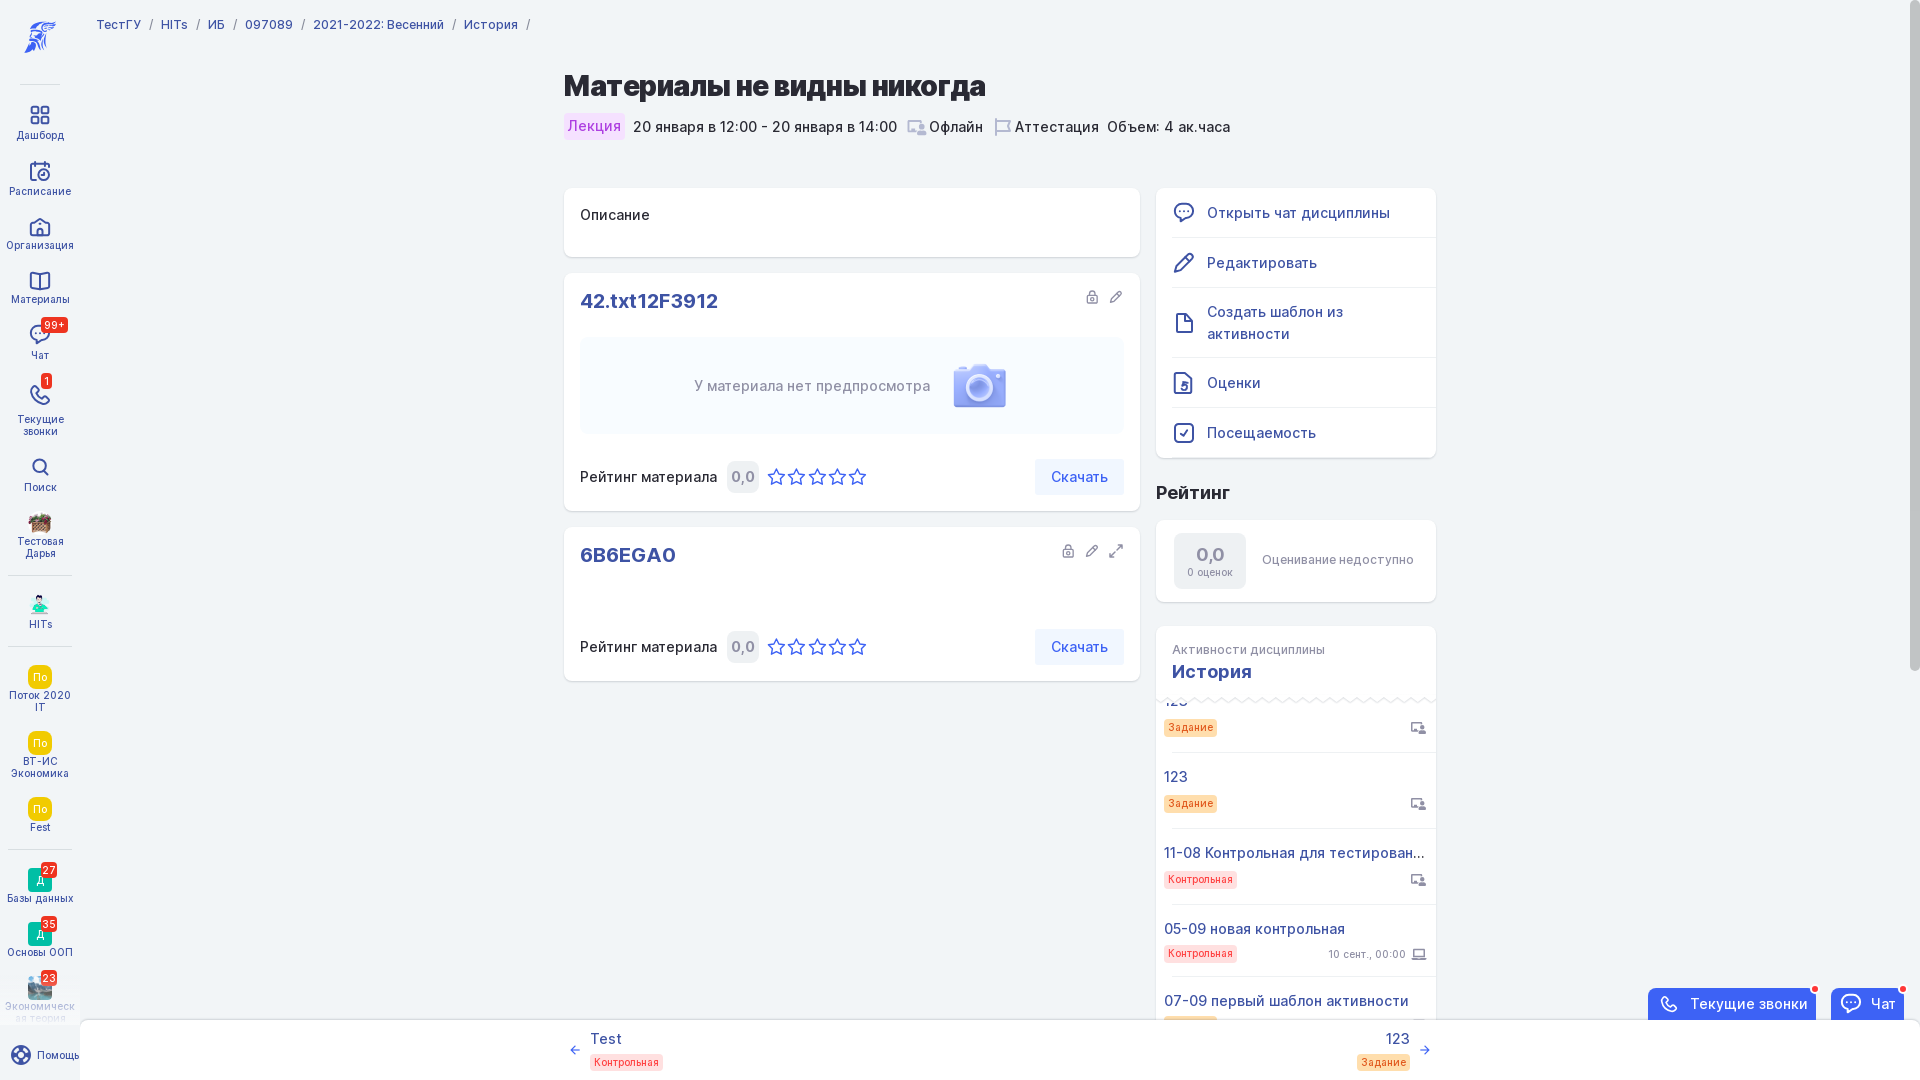 ТестГУ / HITs / ИБ / 097089 / 2021-2022: Весенний / История /
Дашборд
Расписание
Организация
Материалы
99+
Чат
1
Текущие
звонки
Поиск
Тестовая
Дарья
HITs
По
Поток 2020
IT
По
ВТ-ИС
Экономика
По
Fest
27
Д
Базы данных
35
Д
Основы ООП
23
Экономическ
ая теория
Помощь
Материалы не видны никогда
Лекция 20 января в 12:00 - 20 января в 14:00 Офлайн Аттестация Объем: 4 ак.часа
Описание
42.txt12F3912
У материала нет предпросмотра
Рейтинг материала 0,0 Скачать
6B6EGA0
Рейтинг материала 0,0 Скачать
Открыть чат дисциплины
Редактировать
Создать шаблон из
активности
5 Оценки
Посещаемость
Рейтинг
0,0
0 оценок
Оценивание недоступно
Активности дисциплины
История
123
Задание
123
Задание
11-08 Контрольная для тестирован...
Контрольная
05-09 новая контрольная
Контрольная 10 сент., 00:00
07-09 первый шаблон активности
Текущие звонки
Чат
Test
Контрольная
123
Задание